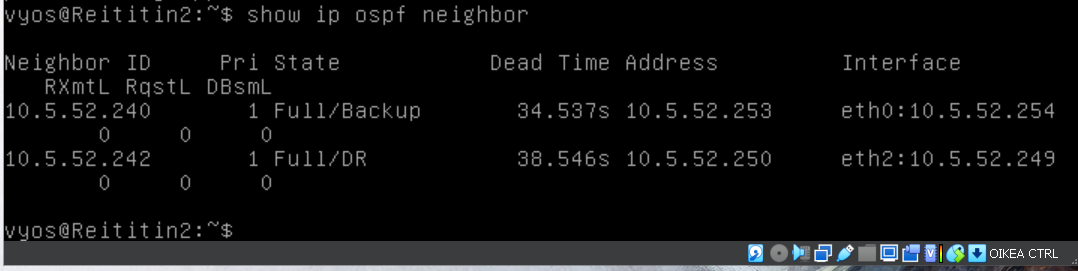 vyos@Reititin2:~$ show ip ospf neighbor
Neighbor ID Pri State Dead Time Address Interface
RXmtL RqstL DBsmL
10.5.52.240 1 Full/Backup 34.537s 10.5.52.253 eth0:10.5.52.254
0 0 0
10.5.52.242 1 Full/DR 38.546s 10.5.52.250 eth2:10.5.52.249
0 0 0
vyos@Reititin2:~$
OIKEA CTRL